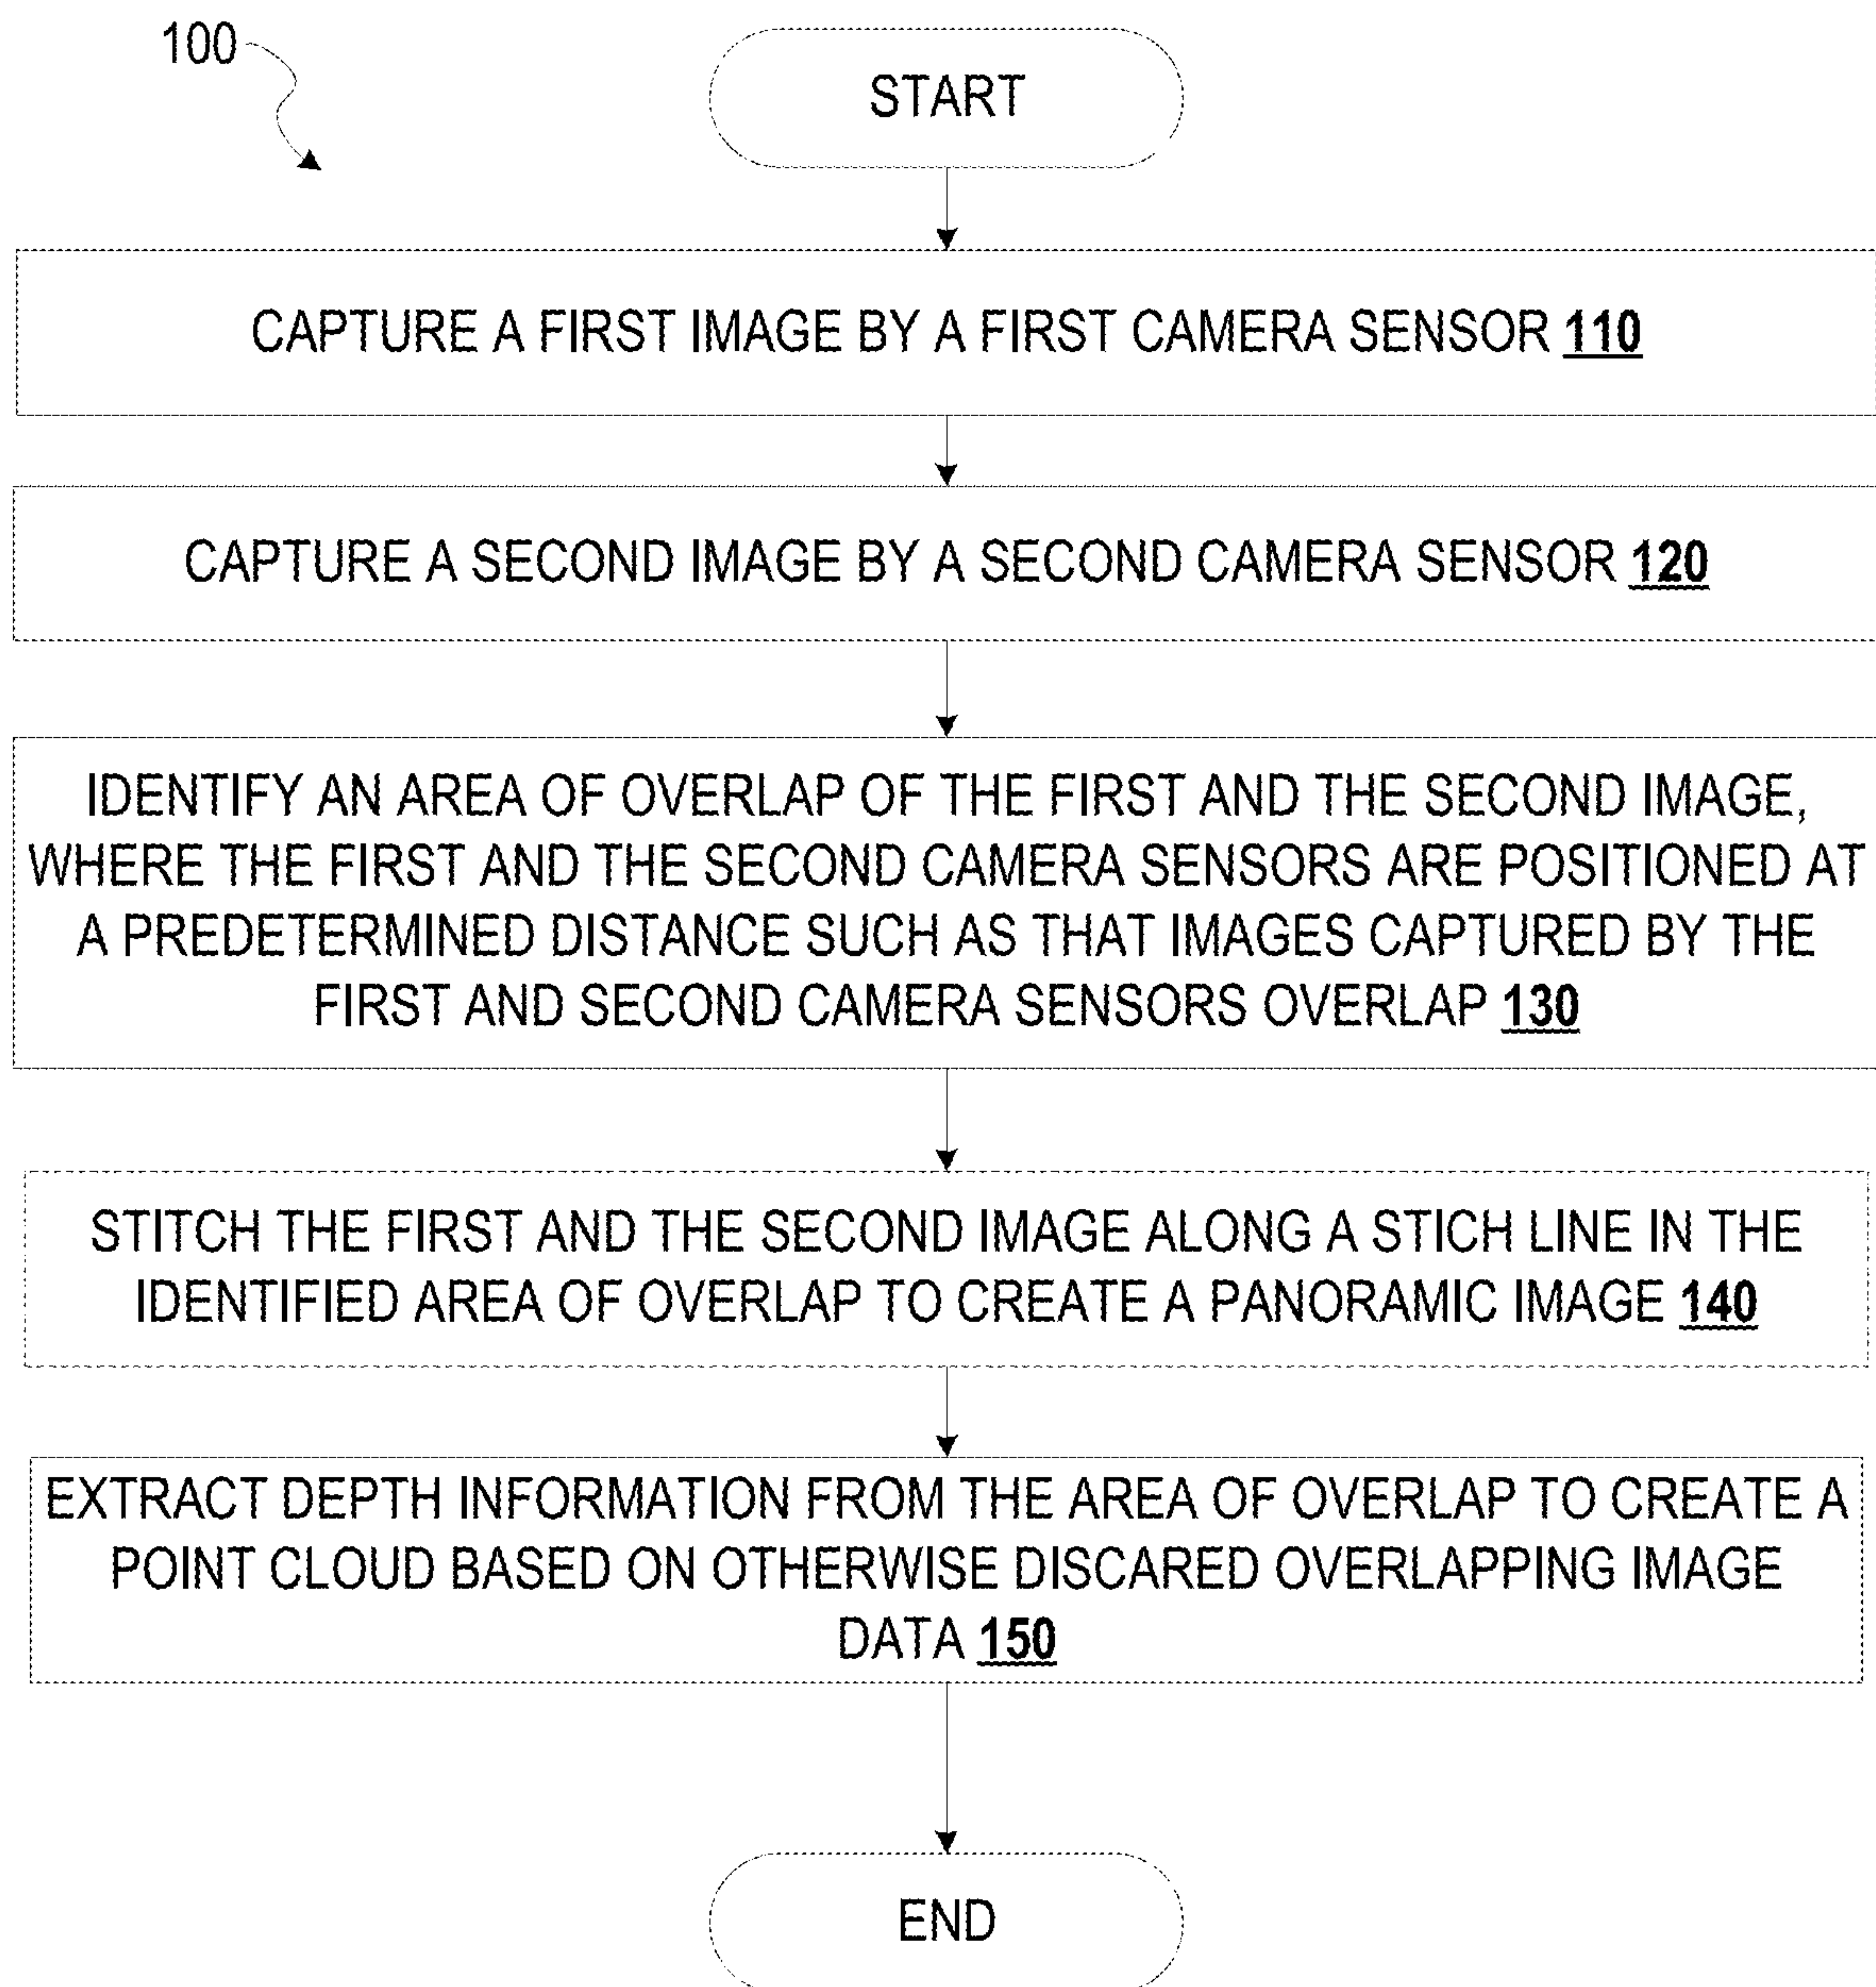 100
START
CAPTURE A FIRST IMAGE BY A FIRST CAMERA SENSOR 110
CAPTURE A SECOND IMAGE BY A SECOND CAMERA SENSOR 120
IDENTIFY AN AREA OF OVERLAP OF THE FIRST AND THE SECOND IMAGE,
WHERE THE FIRST AND THE SECOND CAMERA SENSORS ARE POSITIONED AT
A PREDETERMINED DISTANCE SUCH AS THAT IMAGES CAPTURED BY THE
FIRST AND SECOND CAMERA SENSORS OVERLAP 130
STITCH THE FIRST AND THE SECOND IMAGE ALONG A STICH LINE IN THE
IDENTIFIED AREA OF OVERLAP TO CREATE A PANORAMIC IMAGE 140
EXTRACT DEPTH INFORMATION FROM THE AREA OF OVERLAP TO CREATE A
POINT CLOUD BASED ON OTHERWISE DISCARED OVERLAPPING IMAGE
DATA 150
END